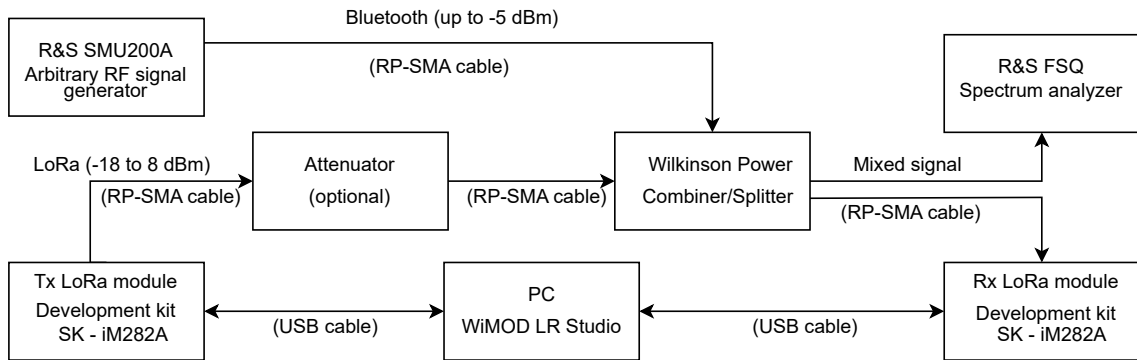 Bluetooth (up to -5 dBm)
R&S SMU200A
Arbitrary RF signal
generator
(RP-SMA cable)
R&S FSQ
Spectrum analyzer
LoRa (-18 to 8 dBm)
(RP-SMA cable)
Attenuator
(optional)
(RP-SMA cable)
Wilkinson Power
Combiner/Splitter
Mixed signal
(RP-SMA cable)
Tx LoRa module
Development kit
SK - iM282A
(USB cable)
PC
WiMOD LR Studio
(USB cable)
Rx LoRa module
Development kit
SK - iM282A